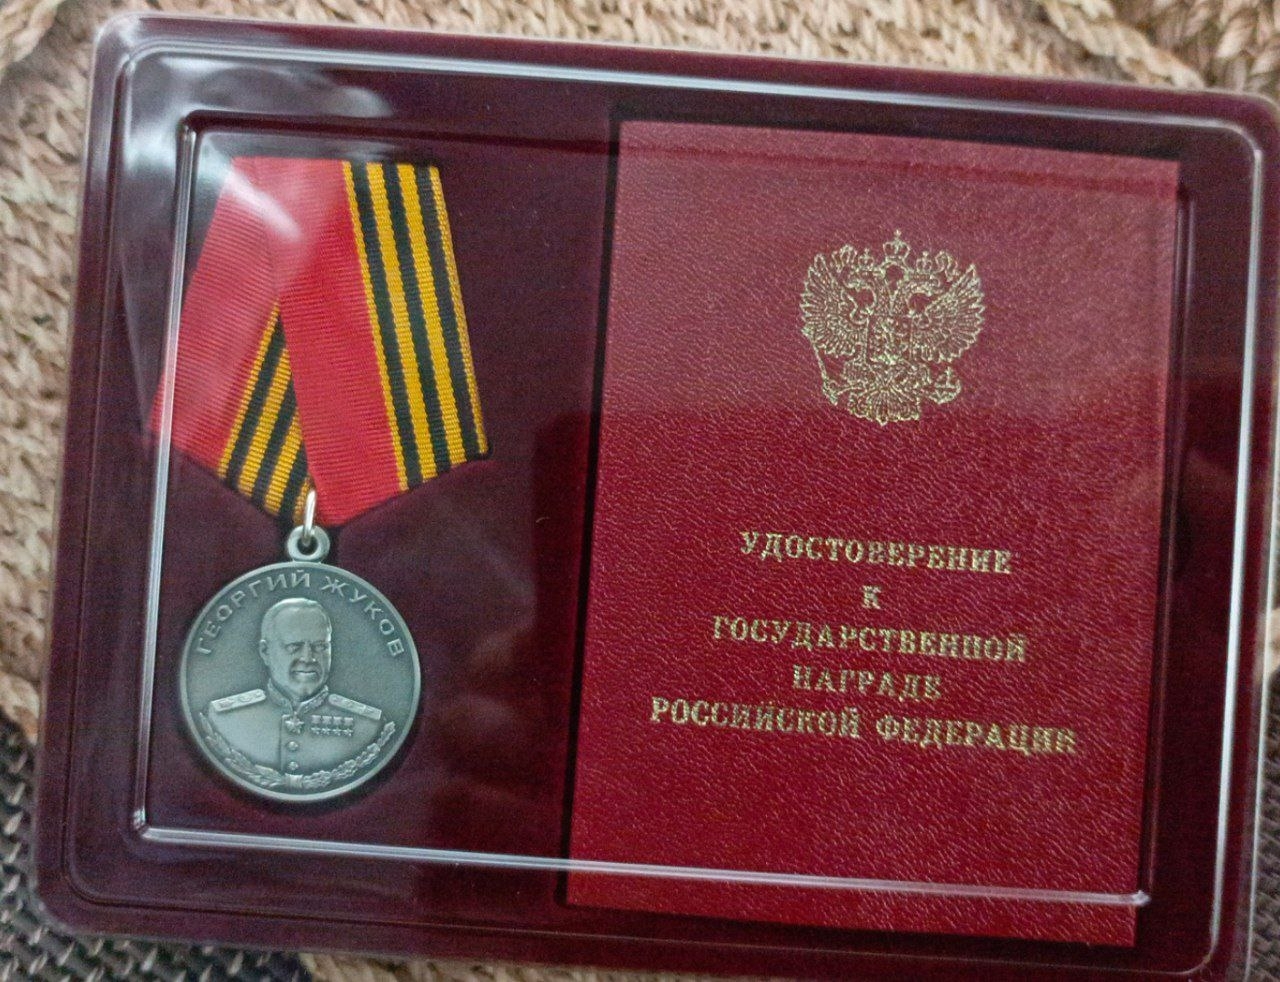 ГЕОРГИЙ ЖУКОВ
УДОСТОВЕРЕНИЕ
К
ГОСУДАРСТВЕННОЙ
НАГРАДЕ
РОССИЙСКОЙ ФЕДЕРАЦИИ